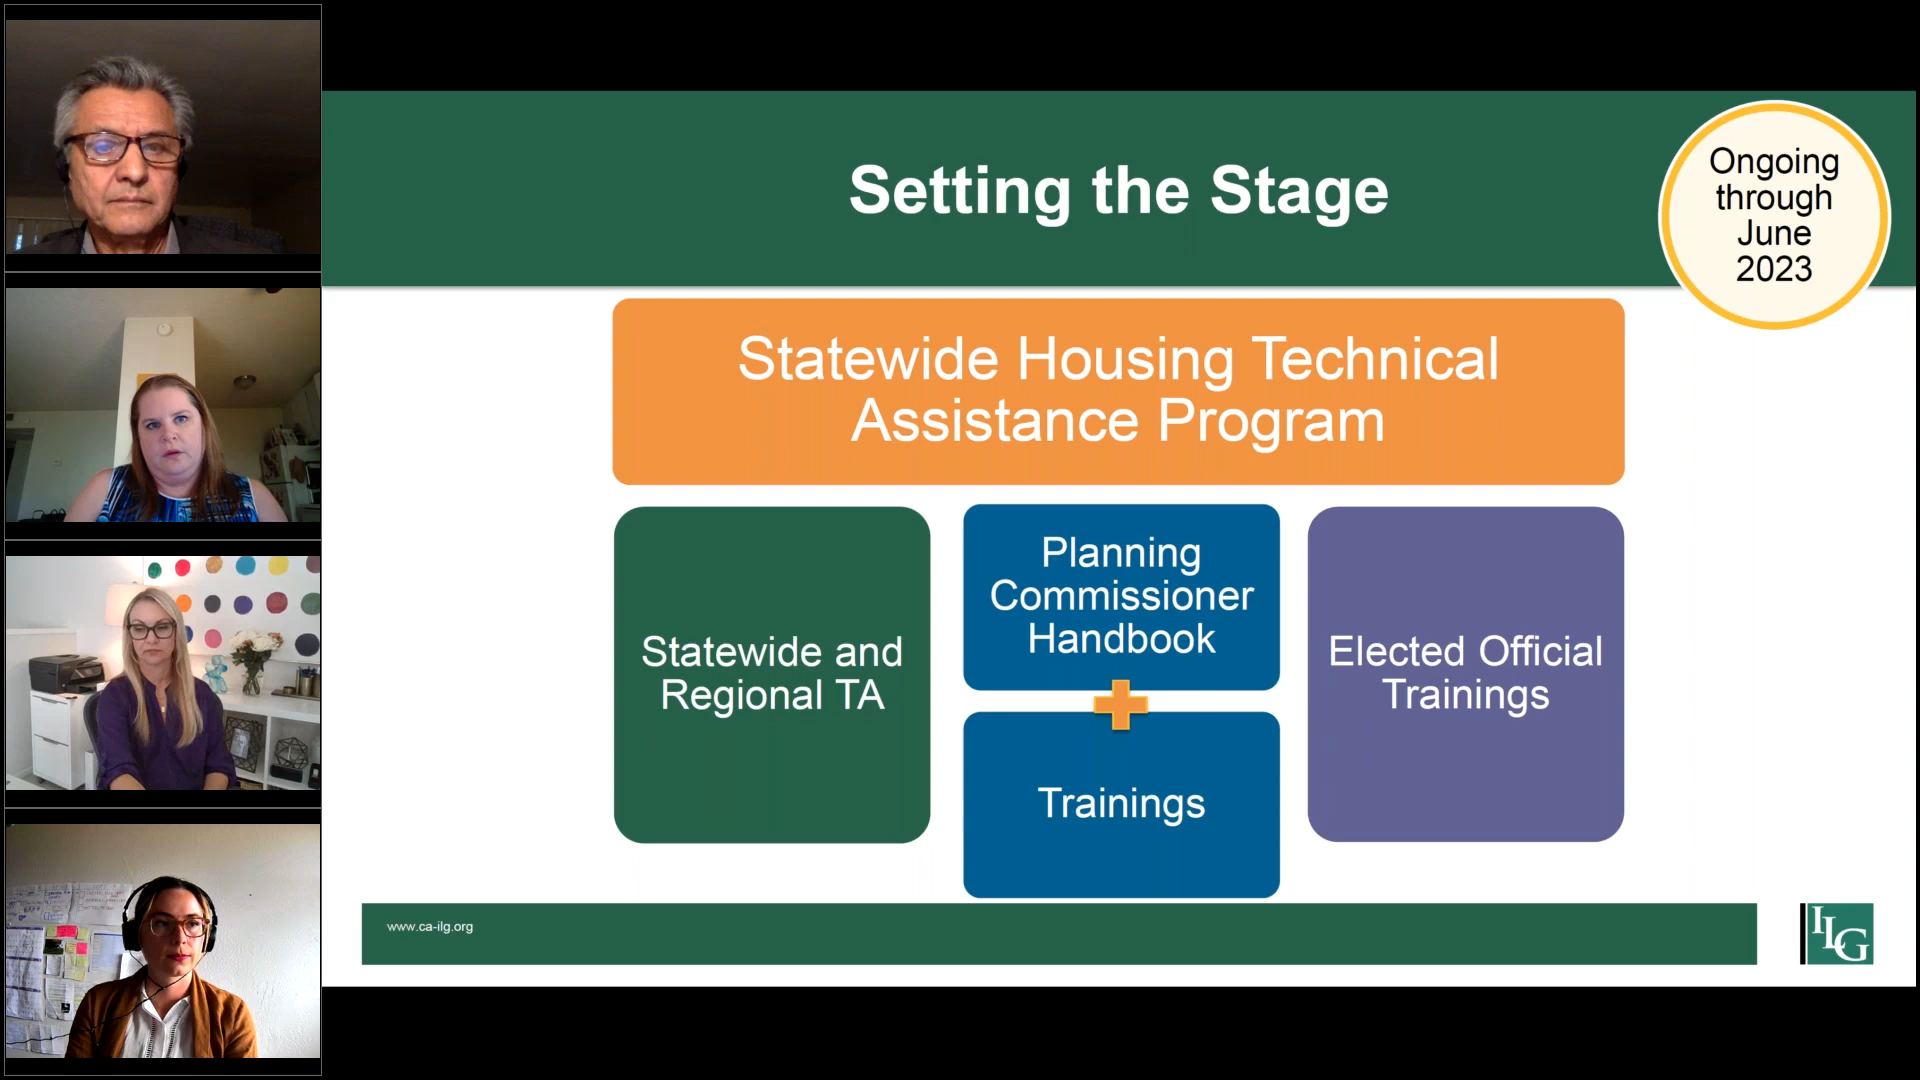 Setting the Stage
Ongoing
through
June
2023
Statewide Housing Technical
Assistance Program
Statewide and
Regional TA
Planning
Commissioner
Handbook
Trainings
Elected Official
Trainings
www.ca-ilg.org
ILG